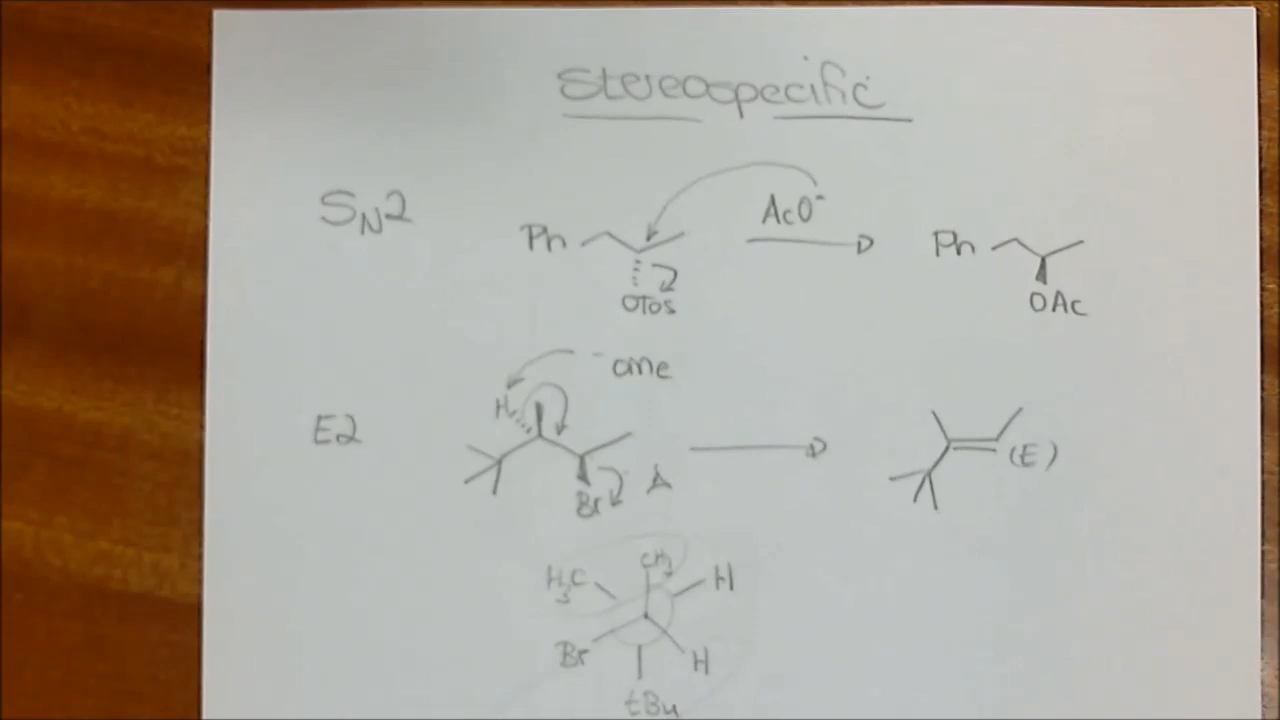 Stereospecific
SN2
AcO-
Ph
Ph
OTos
OAc
-OMe
H
E2
(E)
Br
Δ
CH3
H3C
H
Br
H
tBu